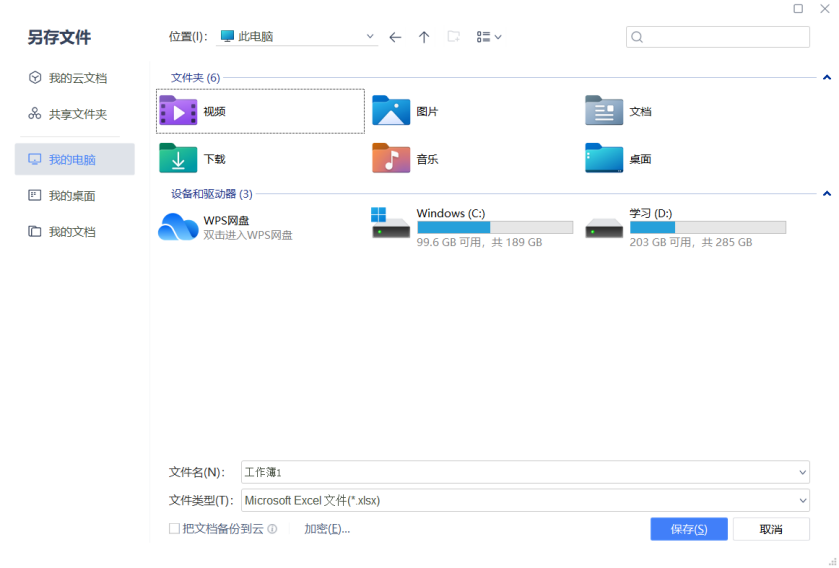 另存文件
位置(I):
此电脑
我的云文档
共享文件夹
我的电脑
我的桌面
我的文档
文件夹 (6)
视频
图片
文档
下载
音乐
桌面
设备和驱动器 (3)
WPS网盘
双击进入WPS网盘
Windows (C:)
99.6 GB 可用，共 189 GB
学习 (D:)
203 GB 可用，共 285 GB
文件名(N):
工作簿1
文件类型(T):
Microsoft Excel 文件(*.xlsx)
把文档备份到云
加密(E)...
保存(S)
取消